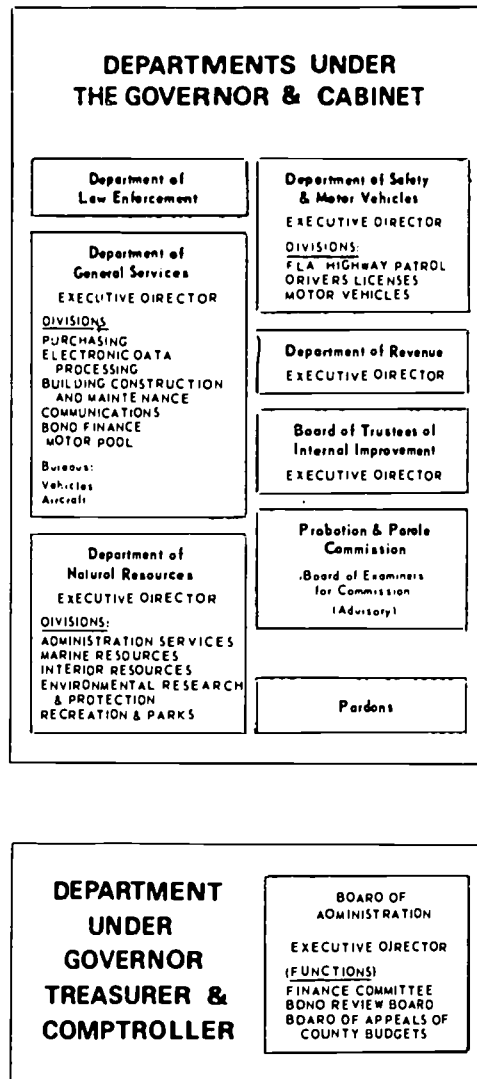 DEPARTMENTS UNDER
THE GOVERNOR & CABINET
Department of
Law Enforcement
Department of
General Services
EXECUTIVE DIRECTOR
DIVISIONS
PURCHASING
ELECTRONIC DATA
PROCESSING
BUILDING CONSTRUCTION
AND MAINTENANCE
COMMUNICATIONS
BOND FINANCE
MOTOR POOL
Bureaus:
Vehicles
Aircraft
Department of
Natural Resources
EXECUTIVE DIRECTOR
DIVISIONS:
ADMINISTRATION SERVICES
MARINE RESOURCES
INTERIOR RESOURCES
ENVIRONMENTAL RESEARCH
& PROTECTION
RECREATION & PARKS
Department of Safety
& Motor Vehicles
EXECUTIVE DIRECTOR
DIVISIONS:
FLA. HIGHWAY PATROL
DRIVERS LICENSES
MOTOR VEHICLES
Department of Revenue
EXECUTIVE DIRECTOR
Board of Trustees of
Internal Improvement
EXECUTIVE DIRECTOR
Probation & Parole
Commission
Board of Examiners
for Commission
(Advisory)
Pardons
DEPARTMENT
UNDER
GOVERNOR
TREASURER &
COMPTROLLER
BOARD OF
ADMINISTRATION
EXECUTIVE DIRECTOR
(FUNCTIONS)
FINANCE COMMITTEE
BOND REVIEW BOARD
BOARD OF APPEALS OF
COUNTY BUDGETS